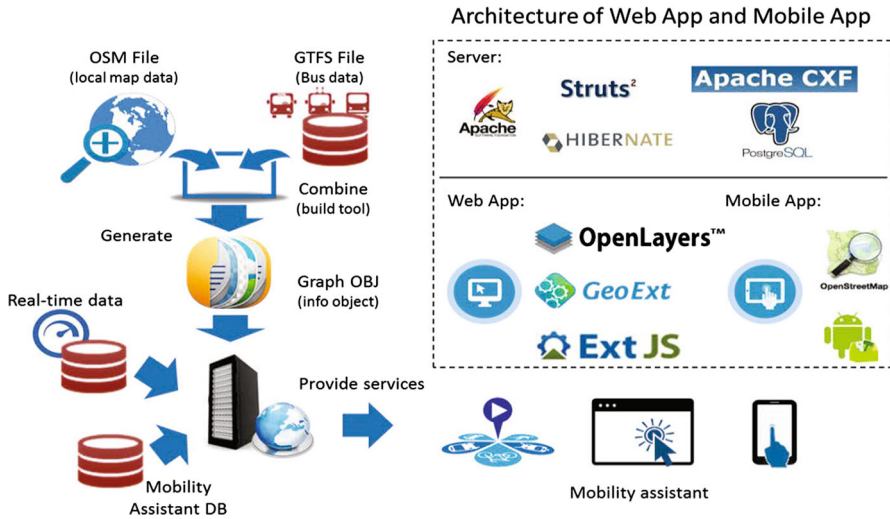 Architecture of Web App and Mobile App
OSM File
(local map data)
GTFS File
(Bus data)
Combine
(build tool)
Generate
Graph OBJ
(info object)
Real-time data
Provide services
Mobility
Assistant DB
Server:
Apache
Struts²
Apache CXF
HIBERNATE
PostgreSQL
Web App:
OpenLayers™
GeoExt
Ext JS
Mobile App:
OpenStreetMap
Mobility assistant